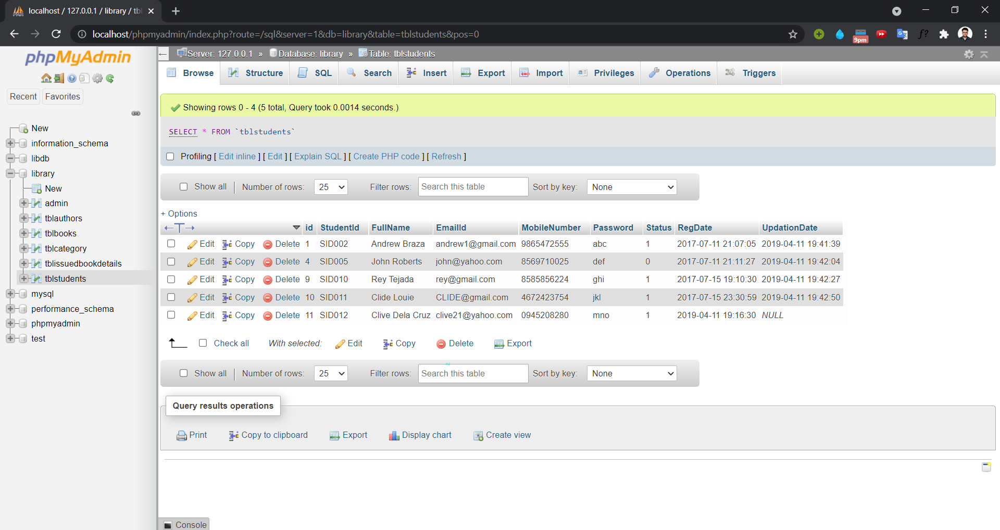 localhost / 127.0.0.1 / library / tbl
localhost/phpmyadmin/index.php?route=/sql&server=1&db=library&table=tblstudents&pos=0
9pm
f?
phpMyAdmin
Recent Favorites
New
information_schema
libdb
library
New
admin
tblauthors
tblbooks
tblcategory
tblissuedbookdetails
tblstudents
mysql
performance_schema
phpmyadmin
test
Server: 127.0.0.1 » Database: library » Table: tblstudents
Browse Structure SQL Search Insert Export Import Privileges Operations Triggers
Showing rows 0 - 4 (5 total, Query took 0.0014 seconds.)
SELECT * FROM `tblstudents`
Profiling [ Edit inline ] [ Edit ] [ Explain SQL ] [ Create PHP code ] [ Refresh ]
Show all | Number of rows: 25 Filter rows: Search this table Sort by key: None
+ Options
←T→ id StudentId FullName EmailId MobileNumber Password Status RegDate UpdationDate
Edit Copy Delete 1 SID002 Andrew Braza andrew1@gmail.com 9865472555 abc 1 2017-07-11 21:07:05 2019-04-11 19:41:39
Edit Copy Delete 4 SID005 John Roberts john@yahoo.com 8569710025 def 0 2017-07-11 21:11:27 2019-04-11 19:42:04
Edit Copy Delete 9 SID010 Rey Tejada rey@gmail.com 8585856224 ghi 1 2017-07-15 19:10:30 2019-04-11 19:42:27
Edit Copy Delete 10 SID011 Clide Louie CLIDE@gmail.com 4672423754 jkl 1 2017-07-15 23:30:59 2019-04-11 19:42:50
Edit Copy Delete 11 SID012 Clive Dela Cruz clive21@yahoo.com 0945208280 mno 1 2019-04-11 19:16:30 NULL
Check all With selected: Edit Copy Delete Export
Show all | Number of rows: 25 Filter rows: Search this table Sort by key: None
Query results operations
Print Copy to clipboard Export Display chart Create view
Console